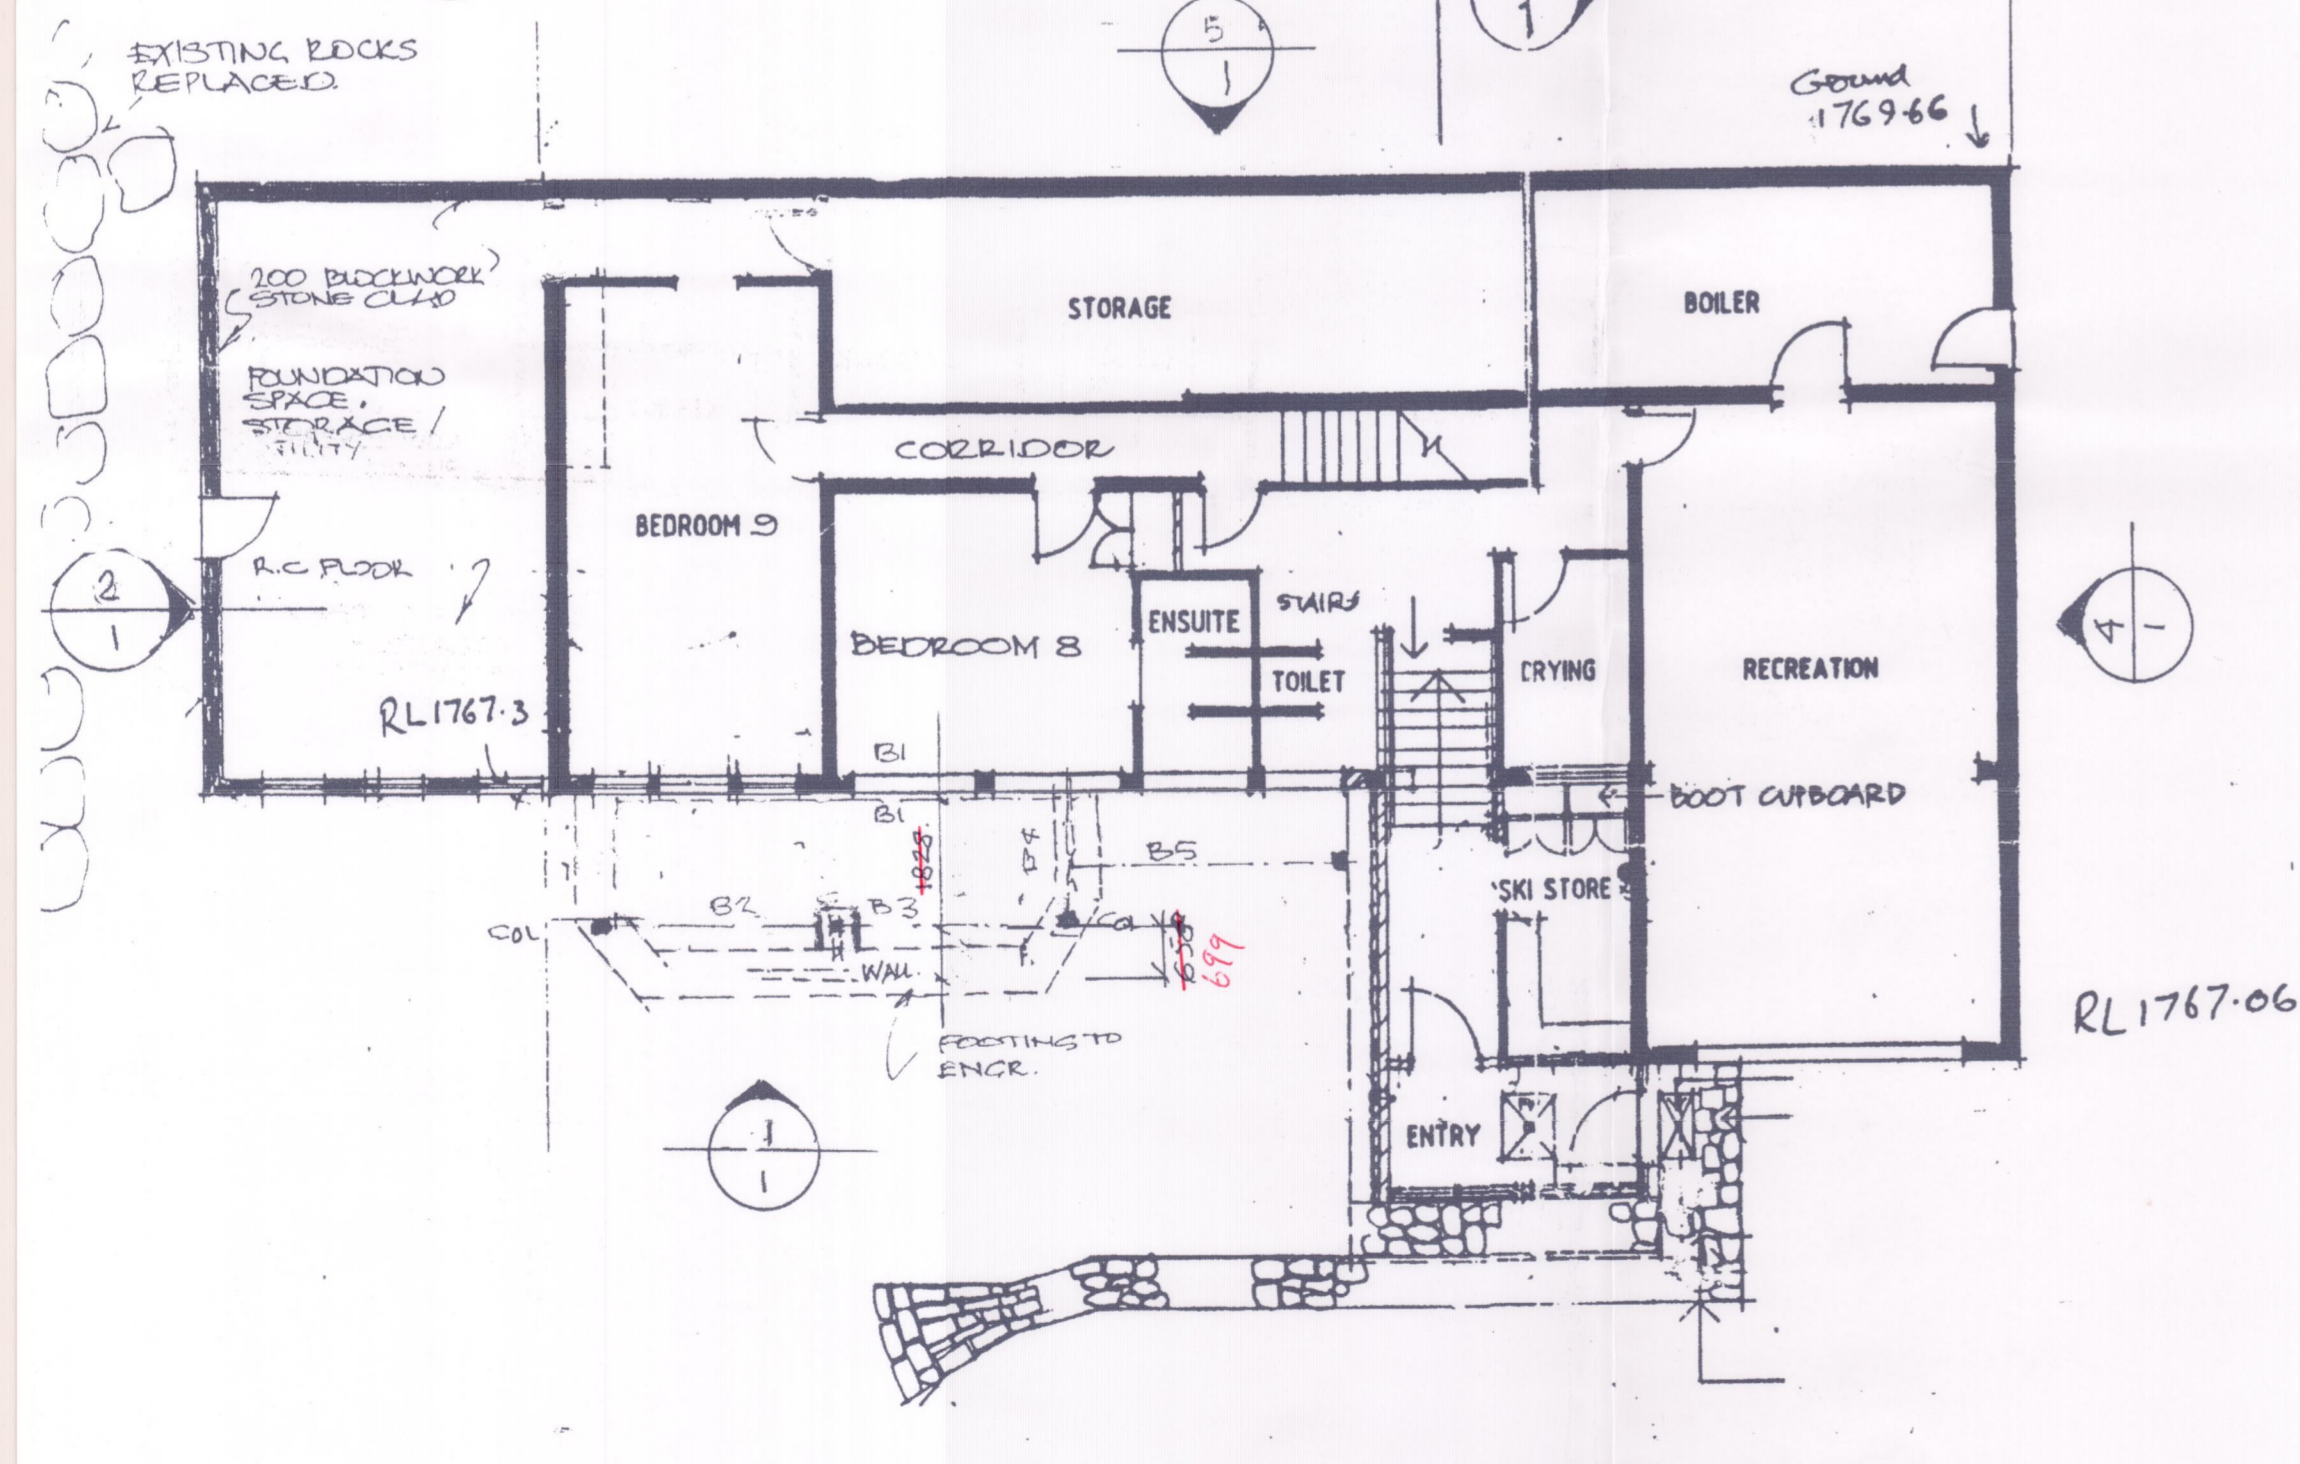 EXISTING ROCKS
REPLACED.
5
1
1
Ground
1769.66
200 BLOCKWORK
STONE CLAD
STORAGE
BOILER
FOUNDATION
SPACE.
STORAGE/
UTILITY
CORRIDOR
BEDROOM 9
R.C FLOOR
2
1
ENSUITE
STAIRS
BEDROOM 8
TOILET
DRYING
RECREATION
4
1
RL1767.3
B1
BOOT CUPBOARD
B1
1828
B4
B5
SKI STORE
B2
B3
COL
COL
658
699
WALL
RL1767.06
FOOTING TO
ENGR.
1
1
ENTRY